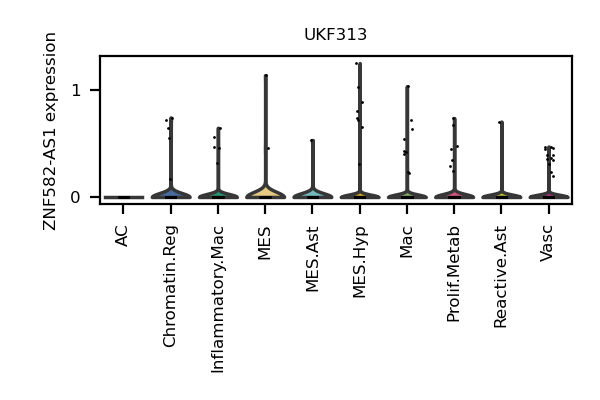 UKF313
ZNF582-AS1 expression
1
0
AC
Chromatin.Reg
Inflammatory.Mac
MES
MES.Ast
MES.Hyp
Mac
Prolif.Metab
Reactive.Ast
Vasc